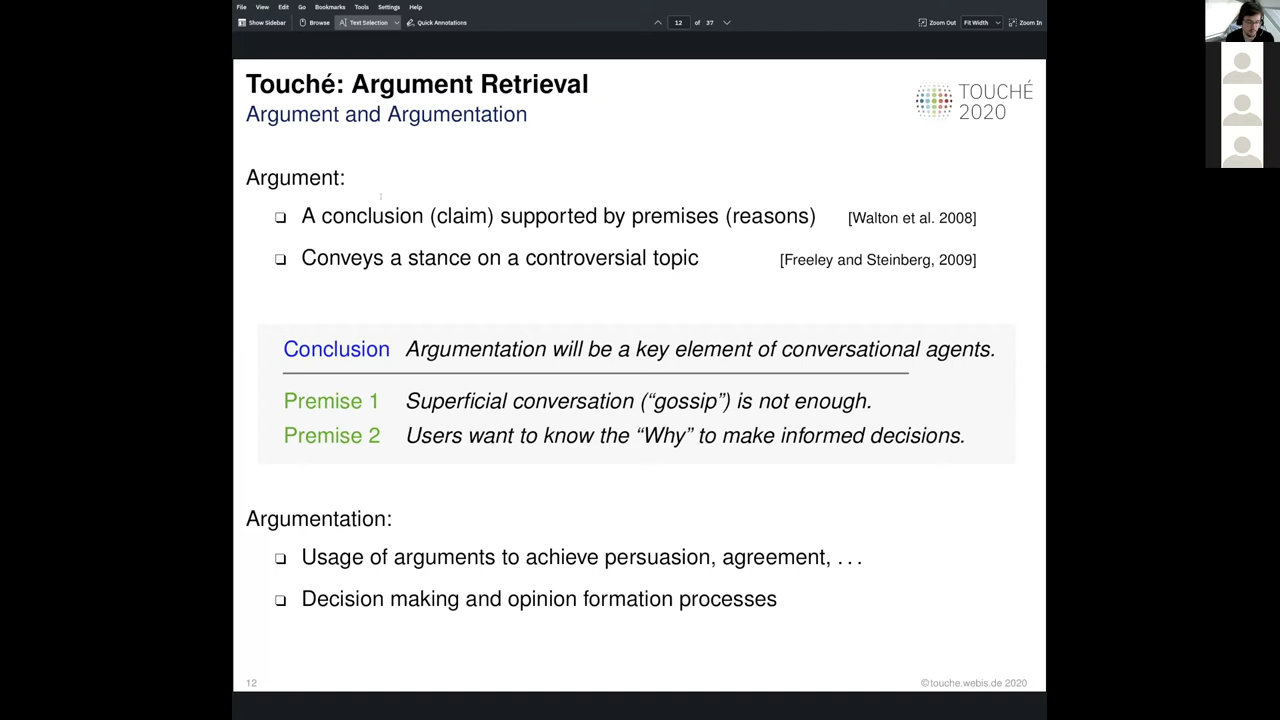 File View Edit Go Bookmarks Tools Settings Help
Show Sidebar Browse Text Selection Quick Annotations 12 of 37 Zoom Out Fit Width Zoom In
Touché: Argument Retrieval
Argument and Argumentation
TOUCHÉ
2020
Argument:
❏ A conclusion (claim) supported by premises (reasons) [Walton et al. 2008]
❏ Conveys a stance on a controversial topic [Freeley and Steinberg, 2009]
Conclusion Argumentation will be a key element of conversational agents.
Premise 1 Superficial conversation (“gossip”) is not enough.
Premise 2 Users want to know the “Why” to make informed decisions.
Argumentation:
❏ Usage of arguments to achieve persuasion, agreement, . . .
❏ Decision making and opinion formation processes
12 ©touche.webis.de 2020